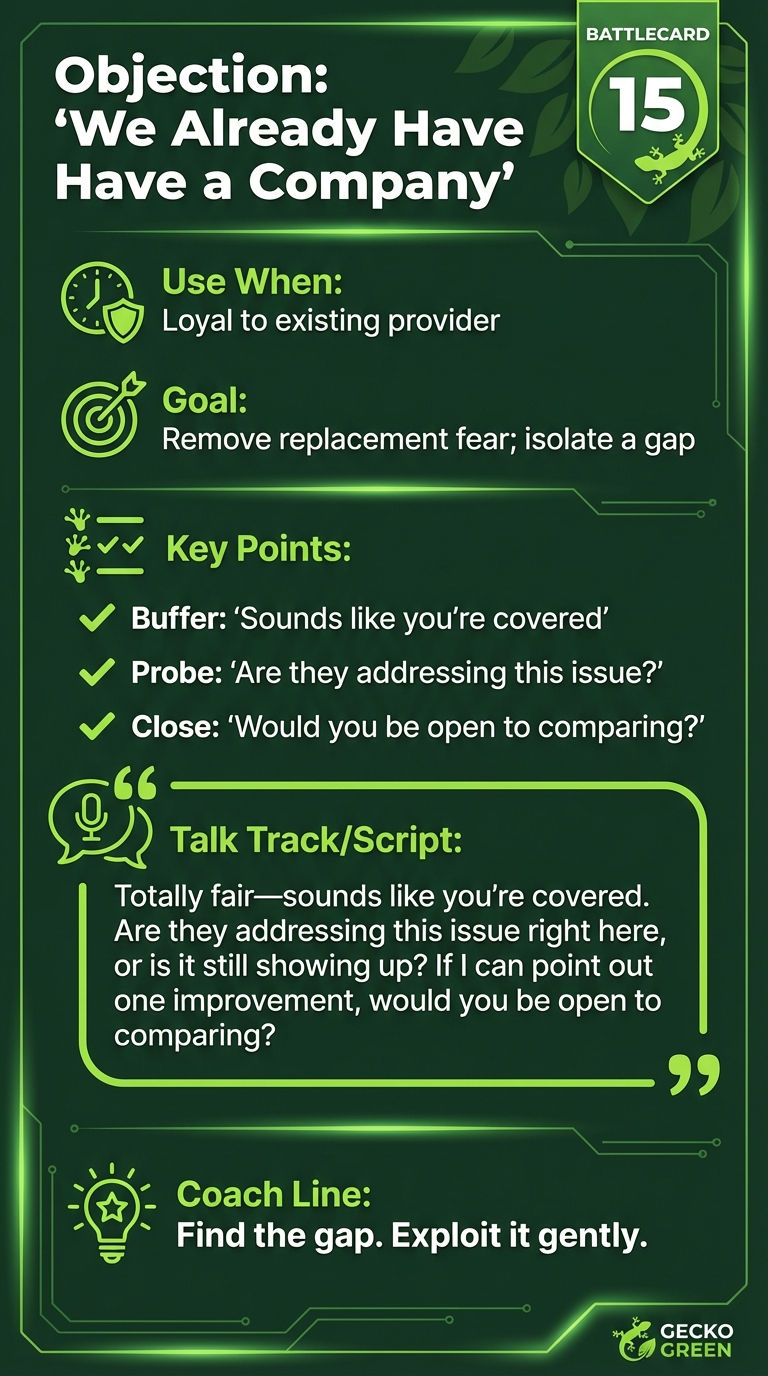 BATTLECARD
15
Objection:
‘We Already Have
Have a Company’
Use When:
Loyal to existing provider
Goal:
Remove replacement fear; isolate a gap
Key Points:
Buffer: ‘Sounds like you’re covered’
Probe: ‘Are they addressing this issue?’
Close: ‘Would you be open to comparing?’
Talk Track/Script:
Totally fair—sounds like you’re covered.
Are they addressing this issue right here,
or is it still showing up? If I can point out
one improvement, would you be open to
comparing?
Coach Line:
Find the gap. Exploit it gently.
GECKO
GREEN